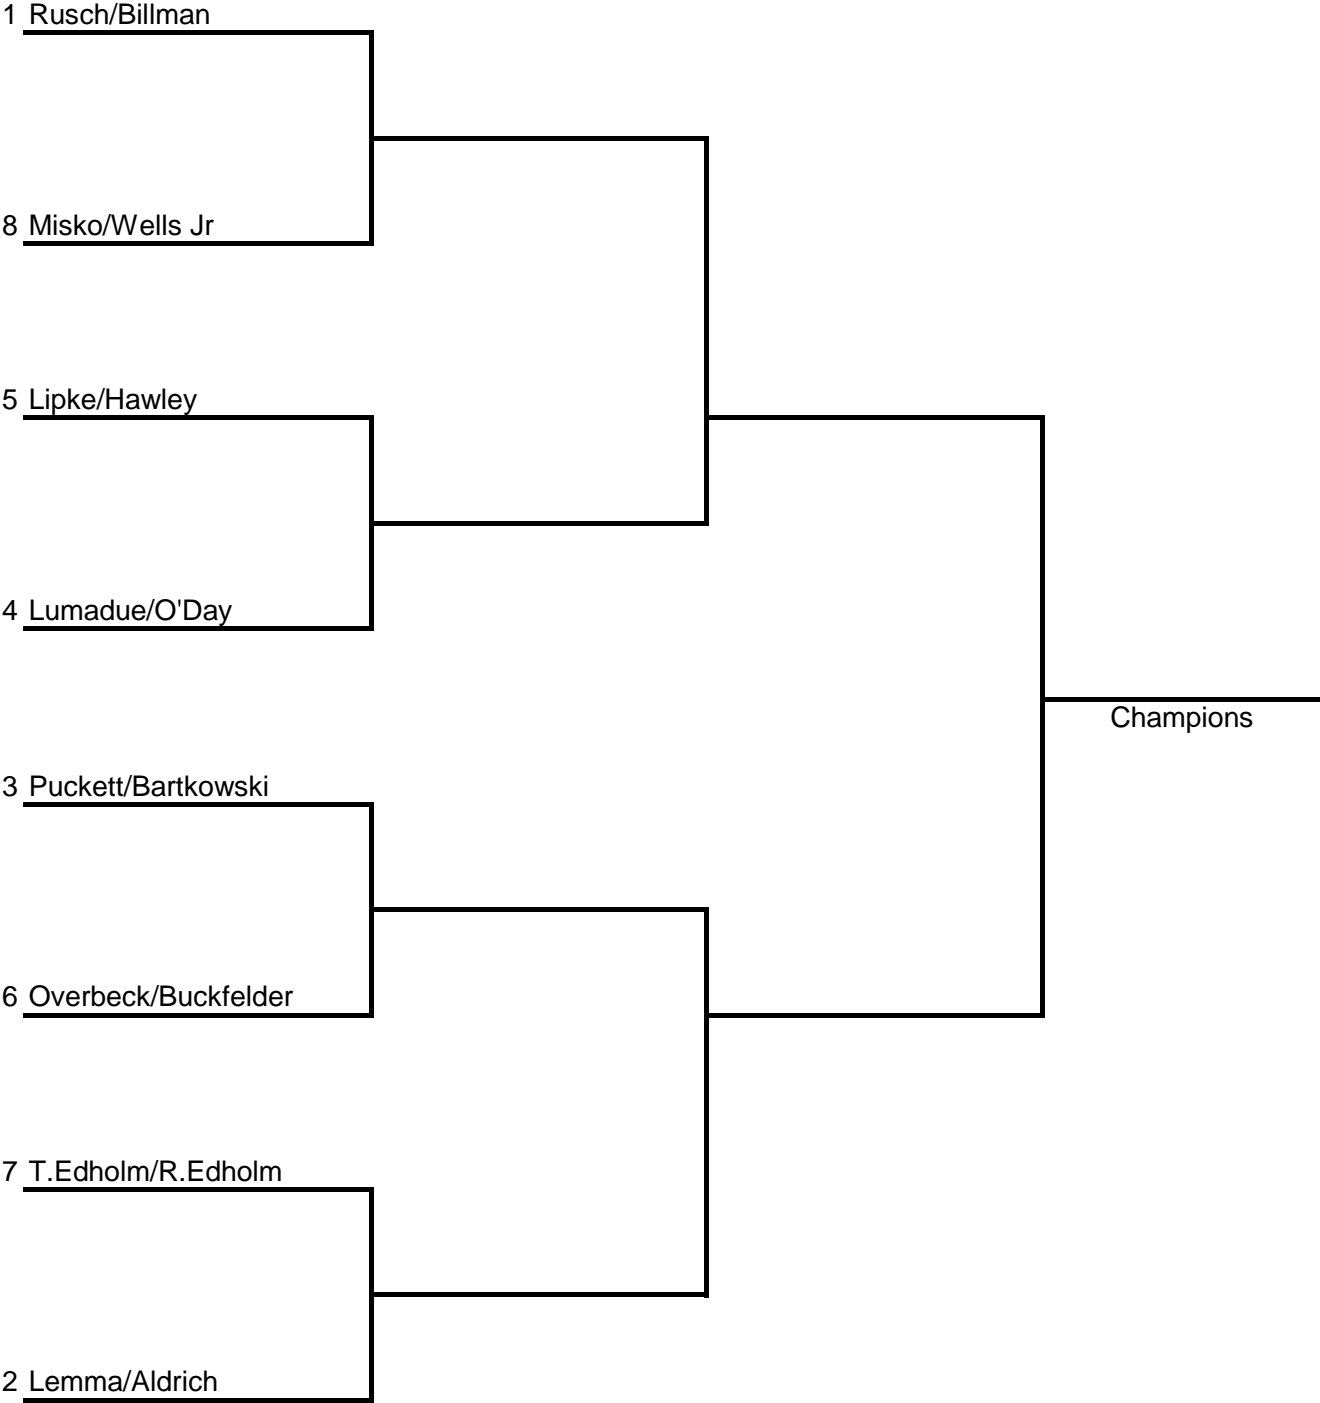 1 Rusch/Billman
8 Misko/Wells Jr
5 Lipke/Hawley
4 Lumadue/O'Day
Champions
3 Puckett/Bartkowski
6 Overbeck/Buckfelder
7 T.Edholm/R.Edholm
2 Lemma/Aldrich